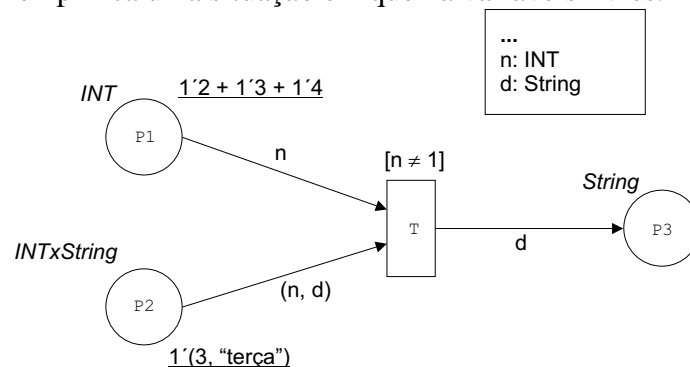 ...
n: INT
d: String
INT
1´2 + 1´3 + 1´4
P1
n
[n ≠ 1]
T
String
d
P3
INTxString
P2
(n, d)
1´(3, “terça”)